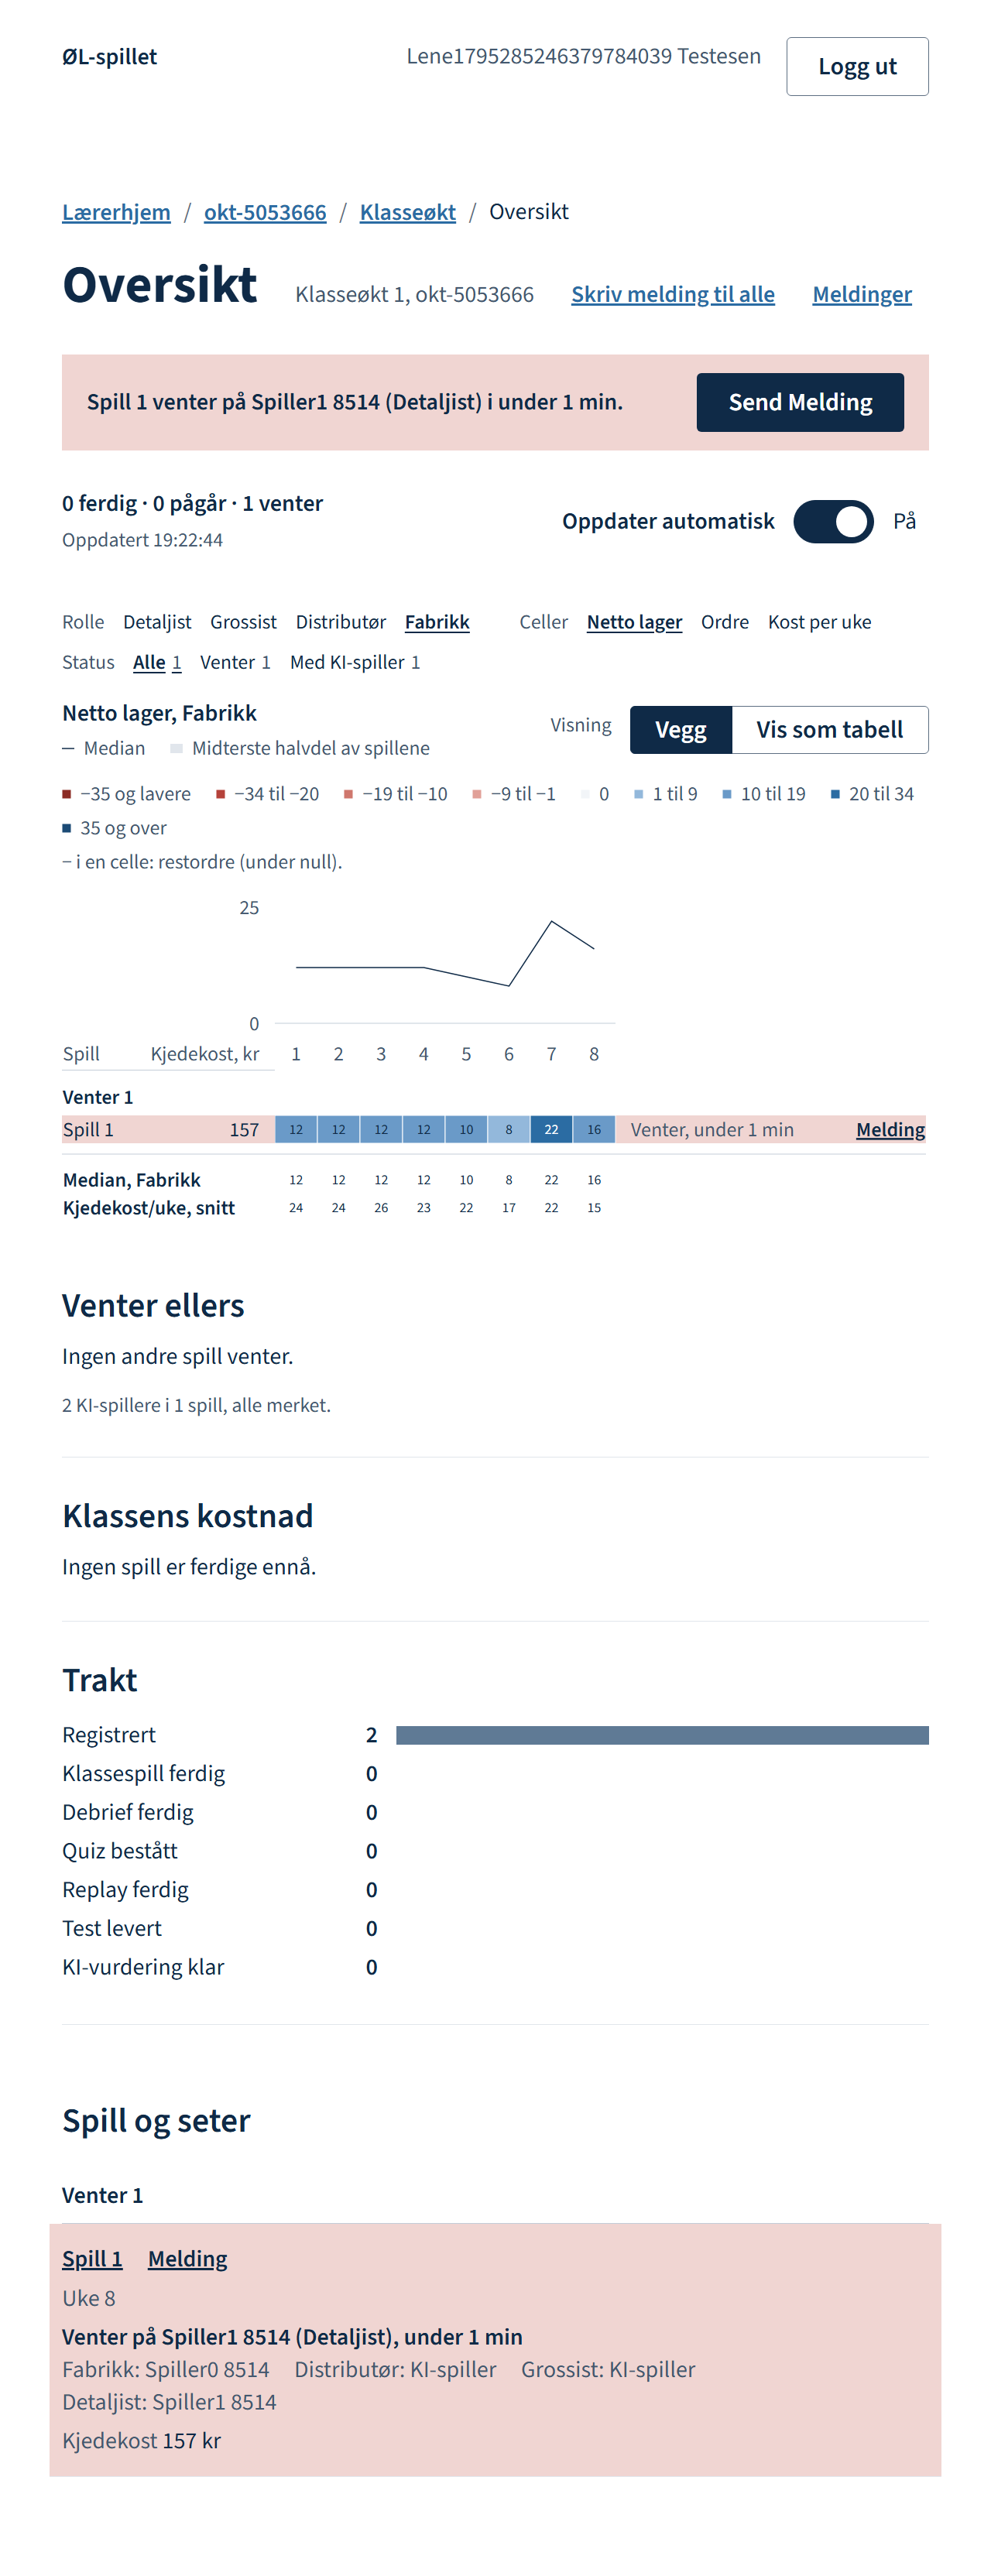 ØL-spillet
Lene1795285246379784039 Testesen
Logg ut
Lærerhjem / okt-5053666 / Klasseøkt / Oversikt
Oversikt
Klasseøkt 1, okt-5053666
Skriv melding til alle
Meldinger
Spill 1 venter på Spiller1 8514 (Detaljist) i under 1 min.
Send Melding
0 ferdig · 0 pågår · 1 venter
Oppdatert 19:22:44
Oppdater automatisk
På
Rolle Detaljist Grossist Distributør Fabrikk Celler Netto lager Ordre Kost per uke
Status Alle 1 Venter 1 Med KI-spiller 1
Netto lager, Fabrikk
Median Midterste halvdel av spillene
Visning
Vegg
Vis som tabell
−35 og lavere −34 til −20 −19 til −10 −9 til −1 0 1 til 9 10 til 19 20 til 34
35 og over
− i en celle: restordre (under null).
25
0
Spill Kjedekost, kr 1 2 3 4 5 6 7 8
Venter 1
Spill 1 157 12 12 12 12 10 8 22 16 Venter, under 1 min Melding
Median, Fabrikk 12 12 12 12 10 8 22 16
Kjedekost/uke, snitt 24 24 26 23 22 17 22 15
Venter ellers
Ingen andre spill venter.
2 KI-spillere i 1 spill, alle merket.
Klassens kostnad
Ingen spill er ferdige ennå.
Trakt
Registrert 2
Klassespill ferdig 0
Debrief ferdig 0
Quiz bestått 0
Replay ferdig 0
Test levert 0
KI-vurdering klar 0
Spill og seter
Venter 1
Spill 1 Melding
Uke 8
Venter på Spiller1 8514 (Detaljist), under 1 min
Fabrikk: Spiller0 8514 Distributør: KI-spiller Grossist: KI-spiller
Detaljist: Spiller1 8514
Kjedekost 157 kr